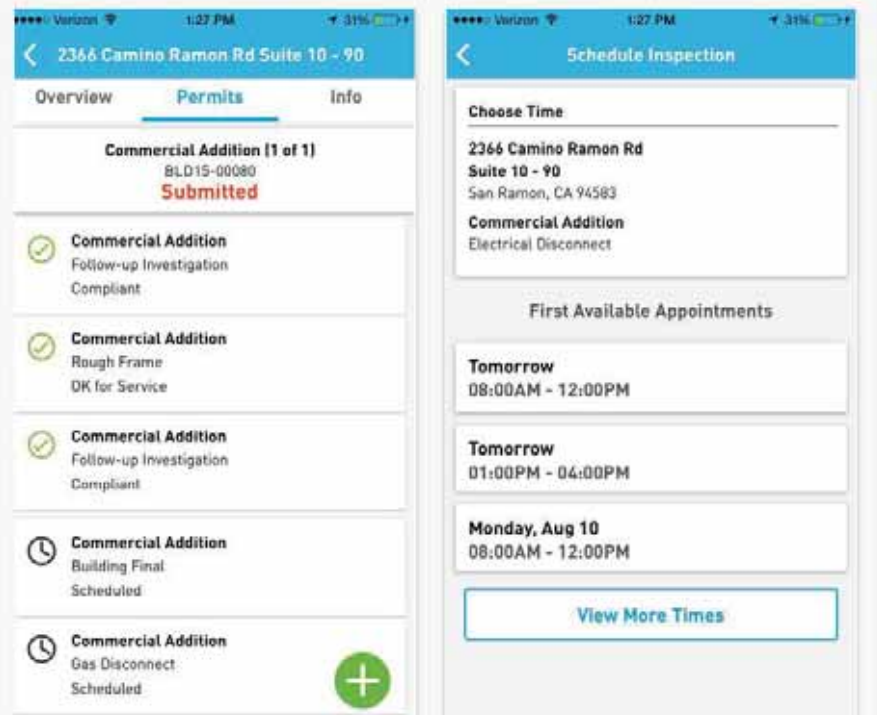 Verizon 1:27 PM 31%
2366 Camino Ramon Rd Suite 10 - 90
Overview Permits Info
Commercial Addition (1 of 1)
BLD15-00080
Submitted
Commercial Addition
Follow-up Investigation
Compliant
Commercial Addition
Rough Frame
OK for Service
Commercial Addition
Follow-up Investigation
Compliant
Commercial Addition
Building Final
Scheduled
Commercial Addition
Gas Disconnect
Scheduled
Verizon 1:27 PM 31%
Schedule Inspection
Choose Time
2366 Camino Ramon Rd
Suite 10 - 90
San Ramon, CA 94583
Commercial Addition
Electrical Disconnect
First Available Appointments
Tomorrow
08:00AM - 12:00PM
Tomorrow
01:00PM - 04:00PM
Monday, Aug 10
08:00AM - 12:00PM
View More Times